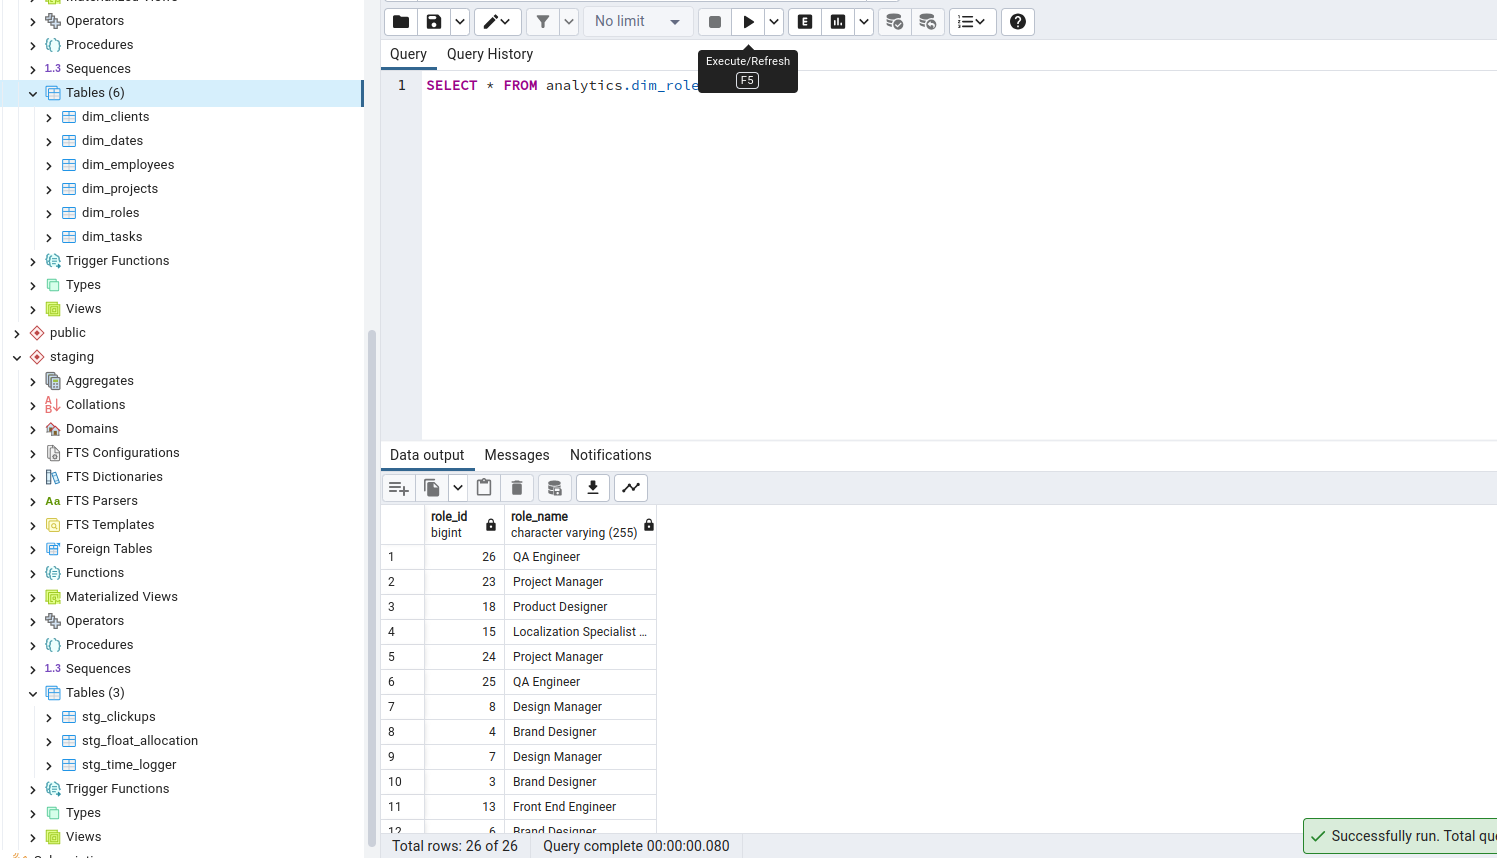 Operators
Procedures
1..3 Sequences
Tables (6)
dim_clients
dim_dates
dim_employees
dim_projects
dim_roles
dim_tasks
Trigger Functions
Types
Views
public
staging
Aggregates
Collations
Domains
FTS Configurations
FTS Dictionaries
Aa FTS Parsers
FTS Templates
Foreign Tables
Functions
Materialized Views
Operators
Procedures
1..3 Sequences
Tables (3)
stg_clickups
stg_float_allocation
stg_time_logger
Trigger Functions
Types
Views
No limit
E
Query Query History
Execute/Refresh
F5
1 SELECT * FROM analytics.dim_role
Data output Messages Notifications
role_id role_name
bigint character varying (255)
1 26 QA Engineer
2 23 Project Manager
3 18 Product Designer
4 15 Localization Specialist …
5 24 Project Manager
6 25 QA Engineer
7 8 Design Manager
8 4 Brand Designer
9 7 Design Manager
10 3 Brand Designer
11 13 Front End Engineer
12 6 Brand Designer
Total rows: 26 of 26 Query complete 00:00:00.080
Successfully run. Total que